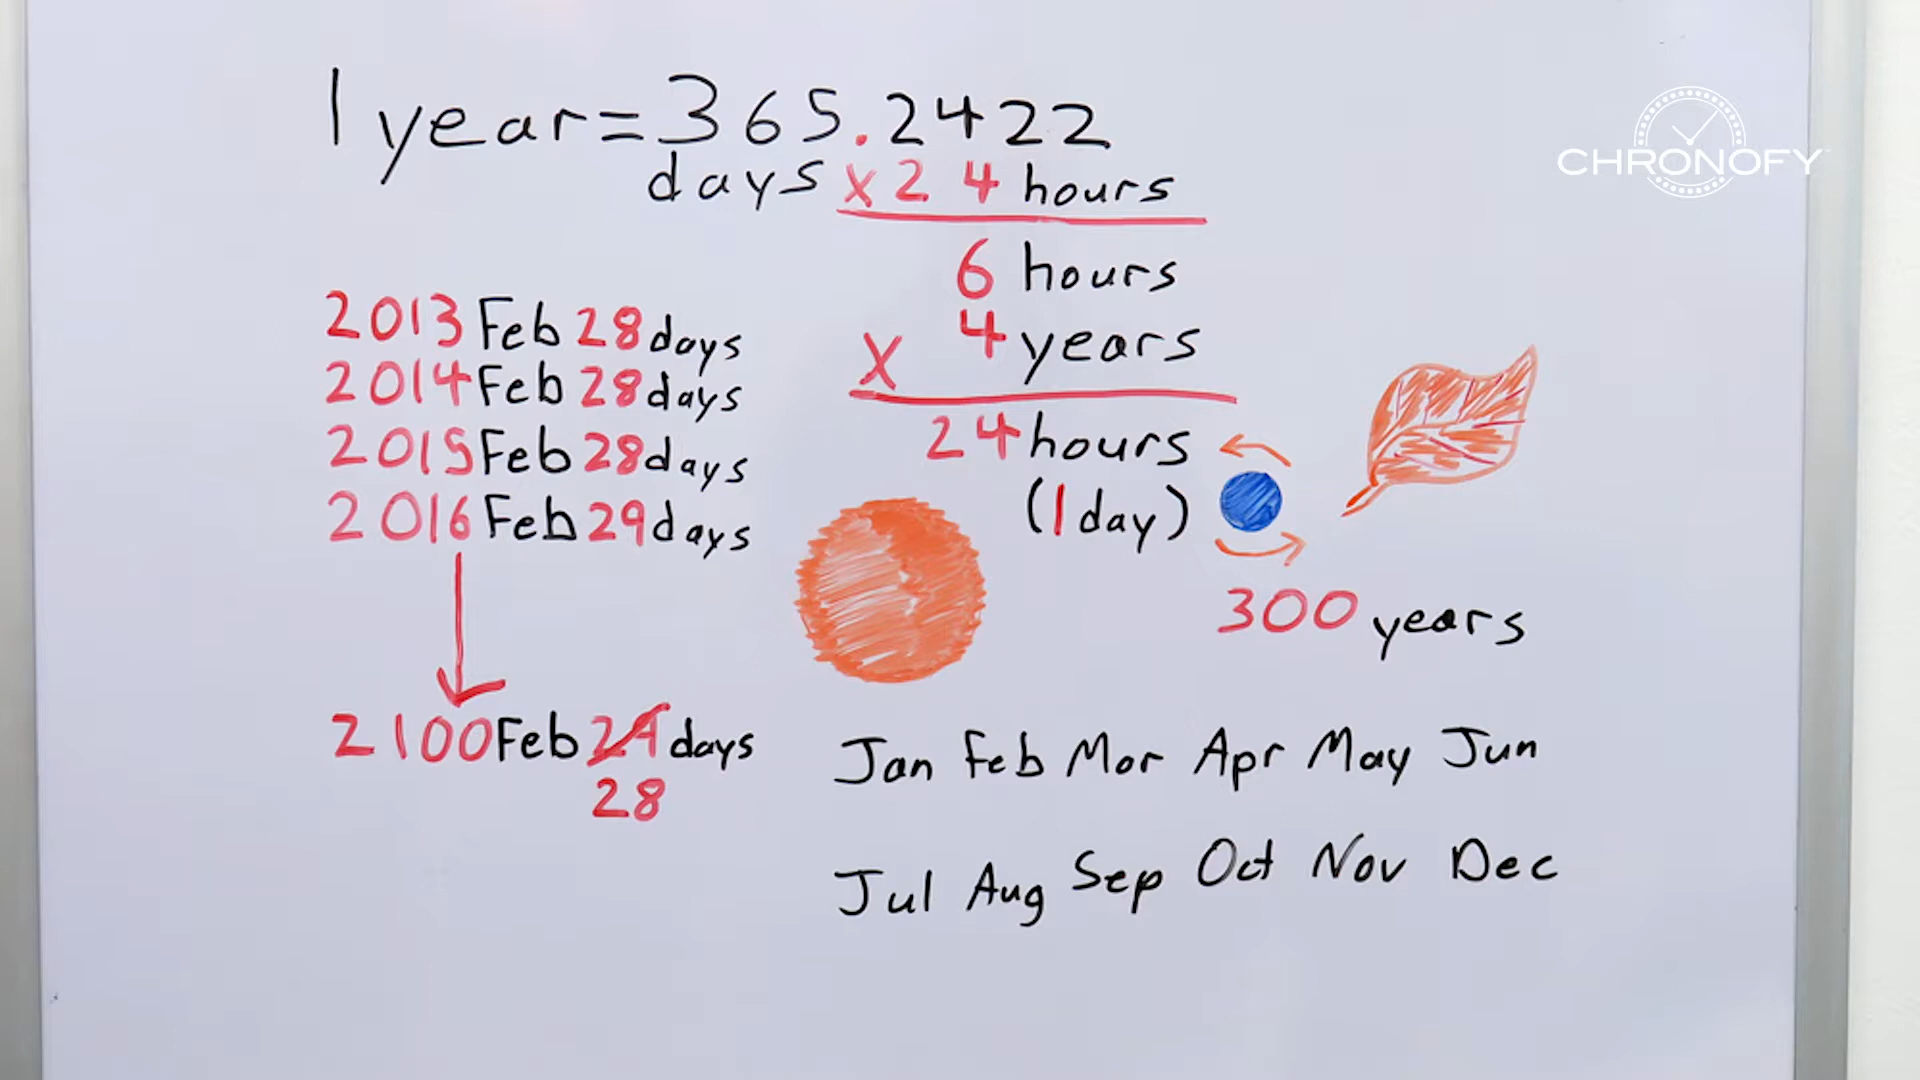 1 year = 365.2422
days x 24 hours
6 hours
x 4 years
24 hours
(1 day)
300 years
2013 Feb 28 days
2014 Feb 28 days
2015 Feb 28 days
2016 Feb 29 days
2100 Feb 29 days
28
Jan Feb Mar Apr May Jun
Jul Aug Sep Oct Nov Dec
CHRONOFY